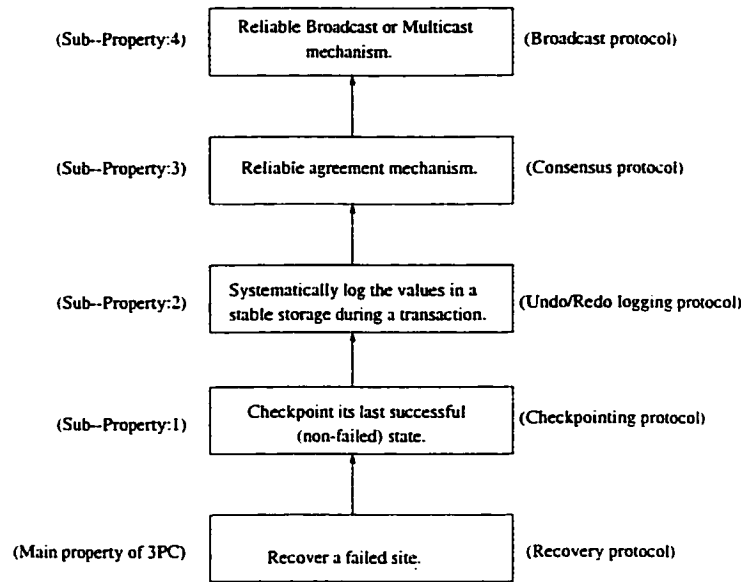 (Sub--Property:4)
Reliable Broadcast or Multicast
mechanism.
(Broadcast protocol)
(Sub--Property:3)
Reliable agreement mechanism.
(Consensus protocol)
(Sub--Property:2)
Systematically log the values in a
stable storage during a transaction.
(Undo/Redo logging protocol)
(Sub--Property:1)
Checkpoint its last successful
(non-failed) state.
(Checkpointing protocol)
(Main property of 3PC)
Recover a failed site.
(Recovery protocol)